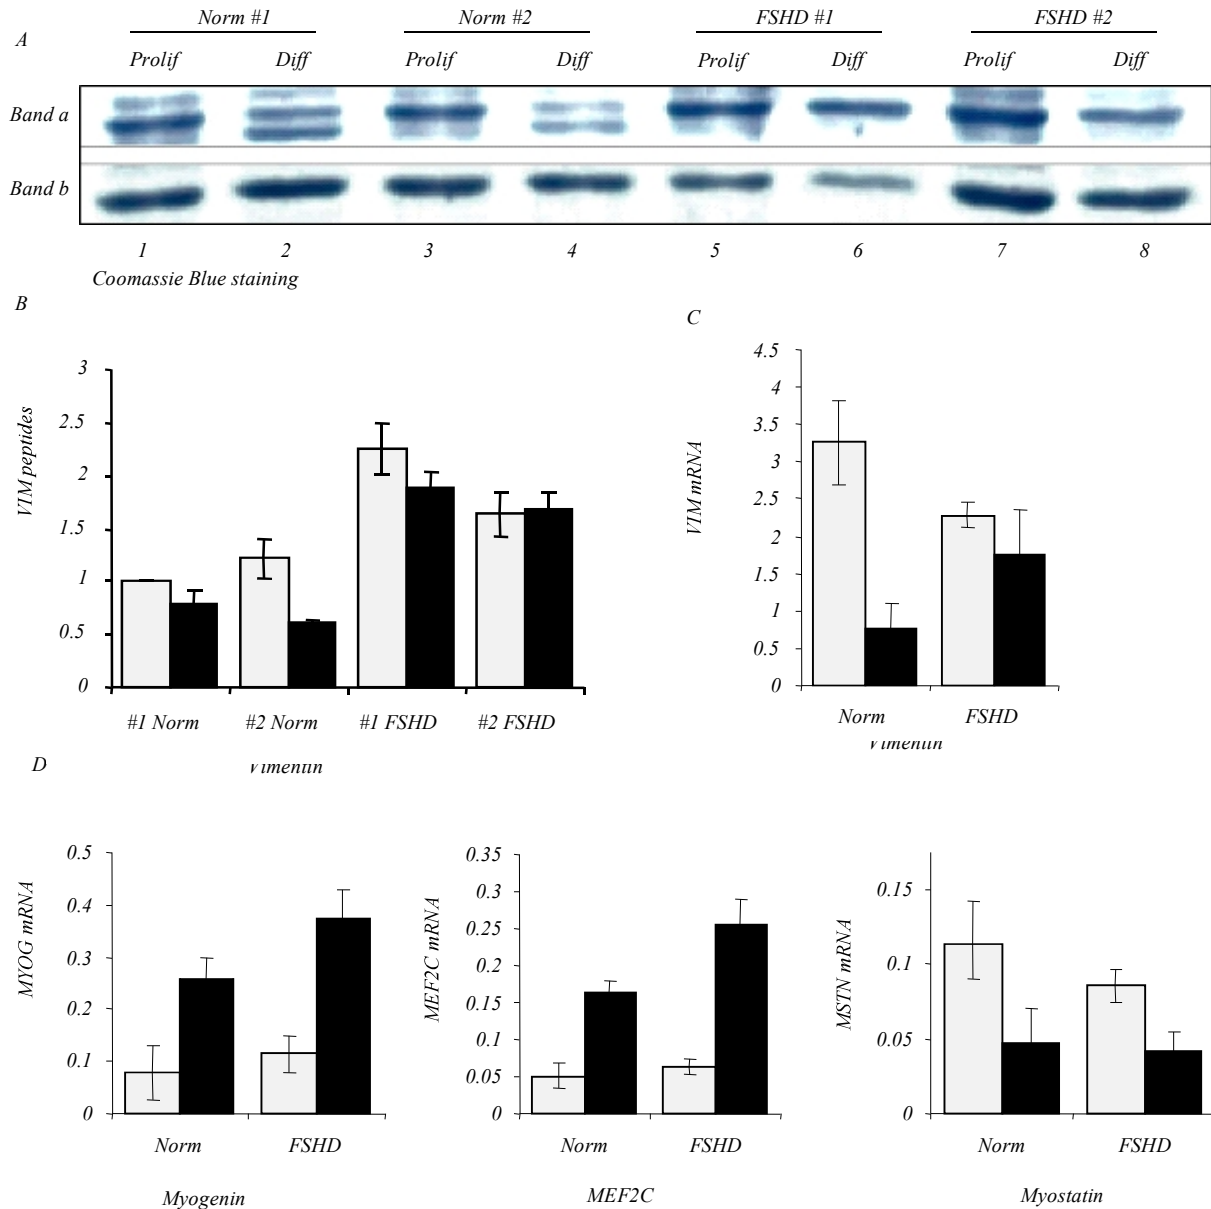 A
Norm #1 Norm #2 FSHD #1 FSHD #2
Prolif Diff Prolif Diff Prolif Diff Prolif Diff
Band a
Band b
1 2 3 4 5 6 7 8
Coomassie Blue staining
B
VIM peptides
3
2.5
2
1.5
1
0.5
0
#1 Norm #2 Norm #1 FSHD #2 FSHD
Vimentin
C
VIM mRNA
4.5
4
3.5
3
2.5
2
1.5
1
0.5
0
Norm FSHD
Vimentin
D
MYOG mRNA
0.5
0.4
0.3
0.2
0.1
0
Norm FSHD
Myogenin
MEF2C mRNA
0.35
0.3
0.25
0.2
0.15
0.1
0.05
0
Norm FSHD
MEF2C
MSTN mRNA
0.15
0.1
0.05
0
Norm FSHD
Myostatin